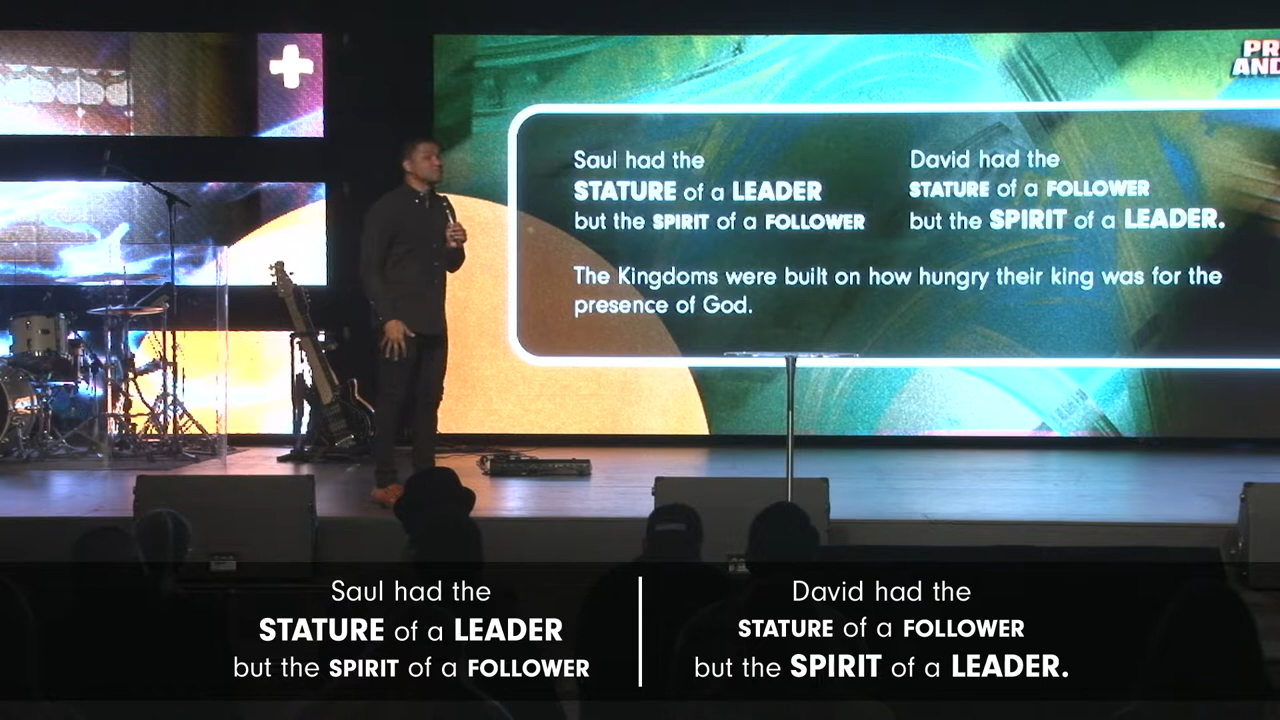 Saul had the
STATURE of a LEADER
but the SPIRIT of a FOLLOWER
David had the
STATURE of a FOLLOWER
but the SPIRIT of a LEADER.
The Kingdoms were built on how hungry their king was for the
presence of God.
Saul had the
STATURE of a LEADER
but the SPIRIT of a FOLLOWER
David had the
STATURE of a FOLLOWER
but the SPIRIT of a LEADER.